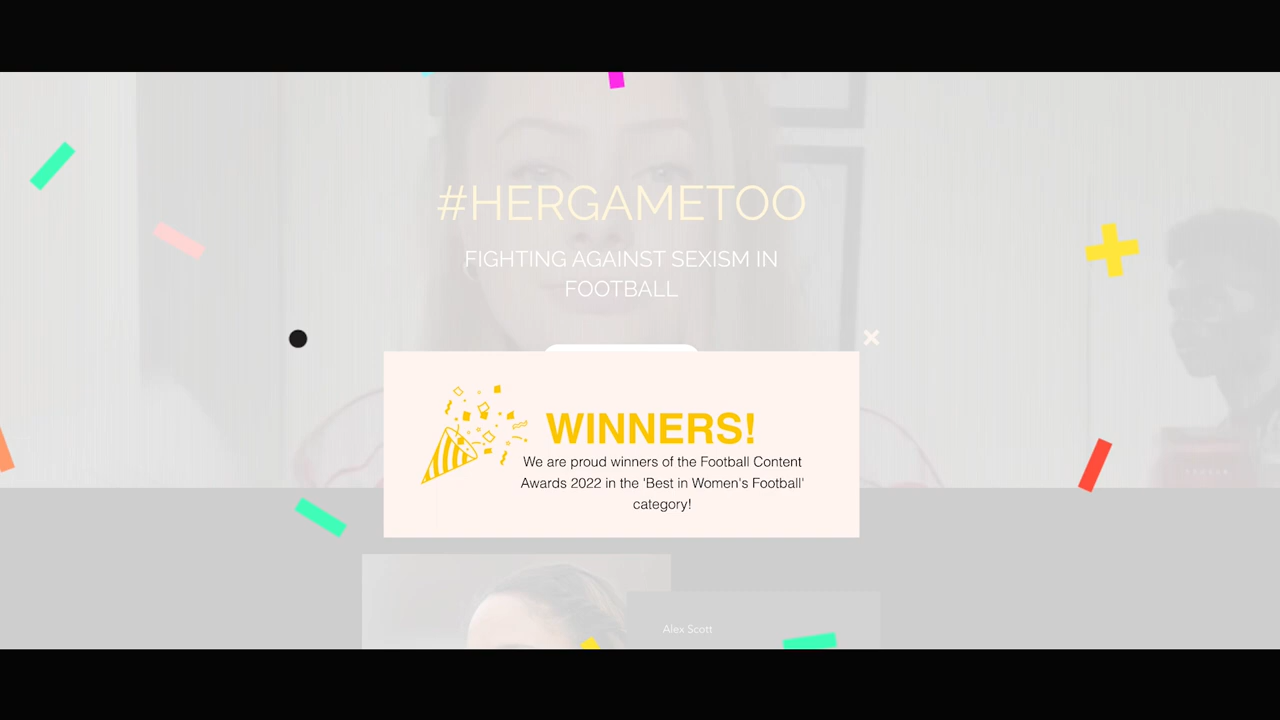 #HERGAMETOO
FIGHTING AGAINST SEXISM IN
FOOTBALL
WINNERS!
We are proud winners of the Football Content
Awards 2022 in the 'Best in Women's Football'
category!
Alex Scott